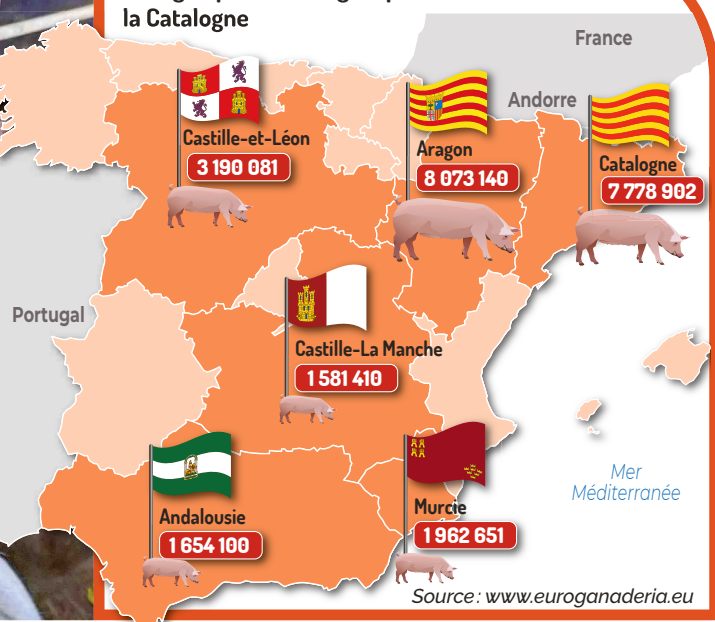 la Catalogne
France
Andorre
Castille-et-Léon
3 190 081
Aragon
8 073 140
Catalogne
7 778 902
Portugal
Castille-La Manche
1 581 410
Mer
Méditerranée
Andalousie
1 654 100
Murcie
1 962 651
Source : www.euroganaderia.eu